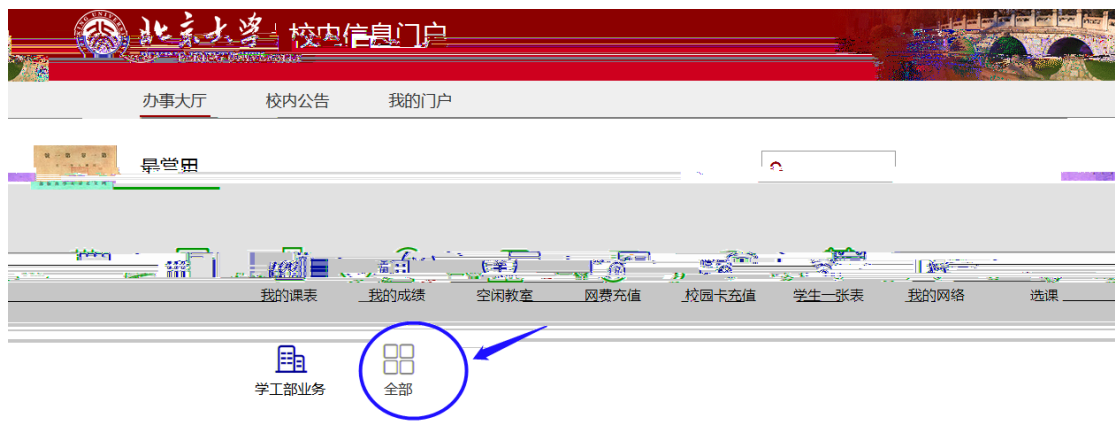 北京大学 校内信息门户
办事大厅 校内公告 我的门户
最常用
我的课表 我的成绩 空闲教室 网费充值 校园卡充值 学生一张表 我的网络 选课
学工部业务 全部